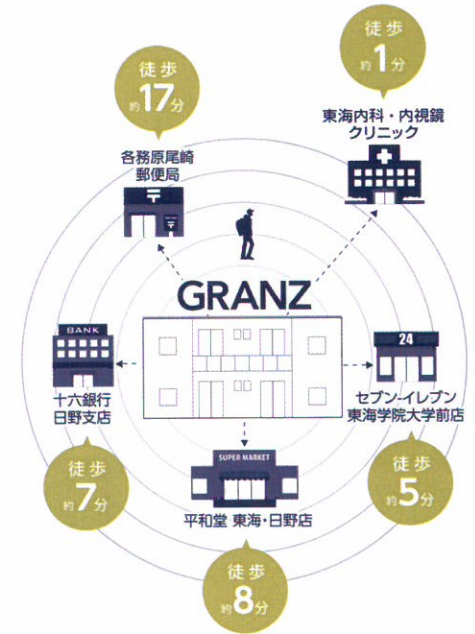 徒歩
約1分
東海内科・内視鏡
クリニック
徒歩
約17分
各務原尾崎
郵便局
〒
〒
GRANZ
BANK
十六銀行
日野支店
徒歩
約7分
24
セブン-イレブン
東海学院大学前店
徒歩
約5分
SUPER MARKET
平和堂 東海・日野店
徒歩
約8分